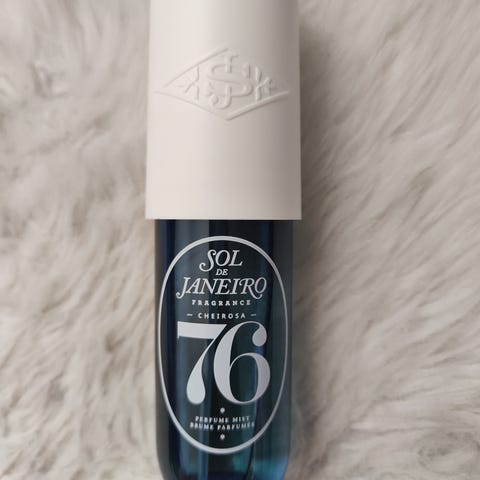 SOL
DE
JANEIRO
FRAGRANCE
— CHEIROSA —
76
PERFUME MIST
BRUME PARFUMÉE